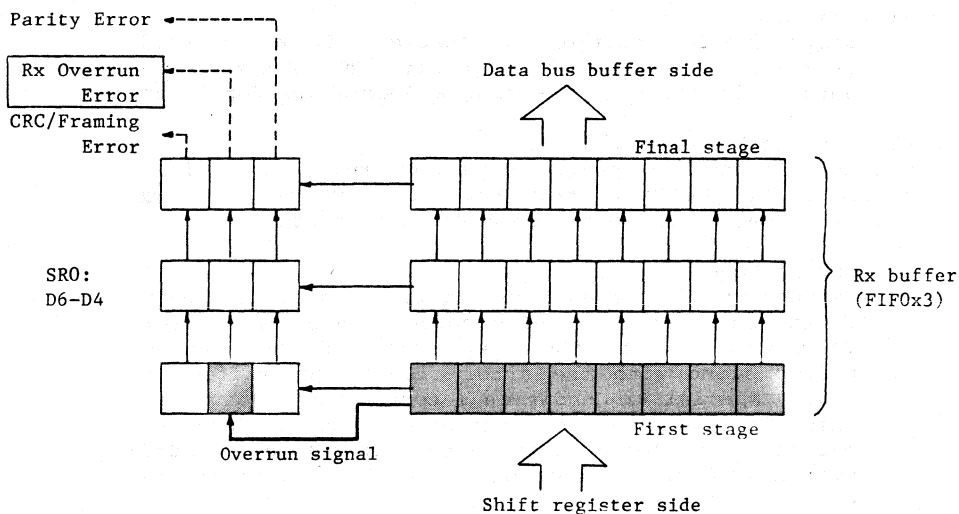 Parity Error
Rx Overrun
Error
CRC/Framing
Error
Data bus buffer side
Final stage
SRO:
D6-D4
Rx buffer
(FIFOx3)
First stage
Overrun signal
Shift register side